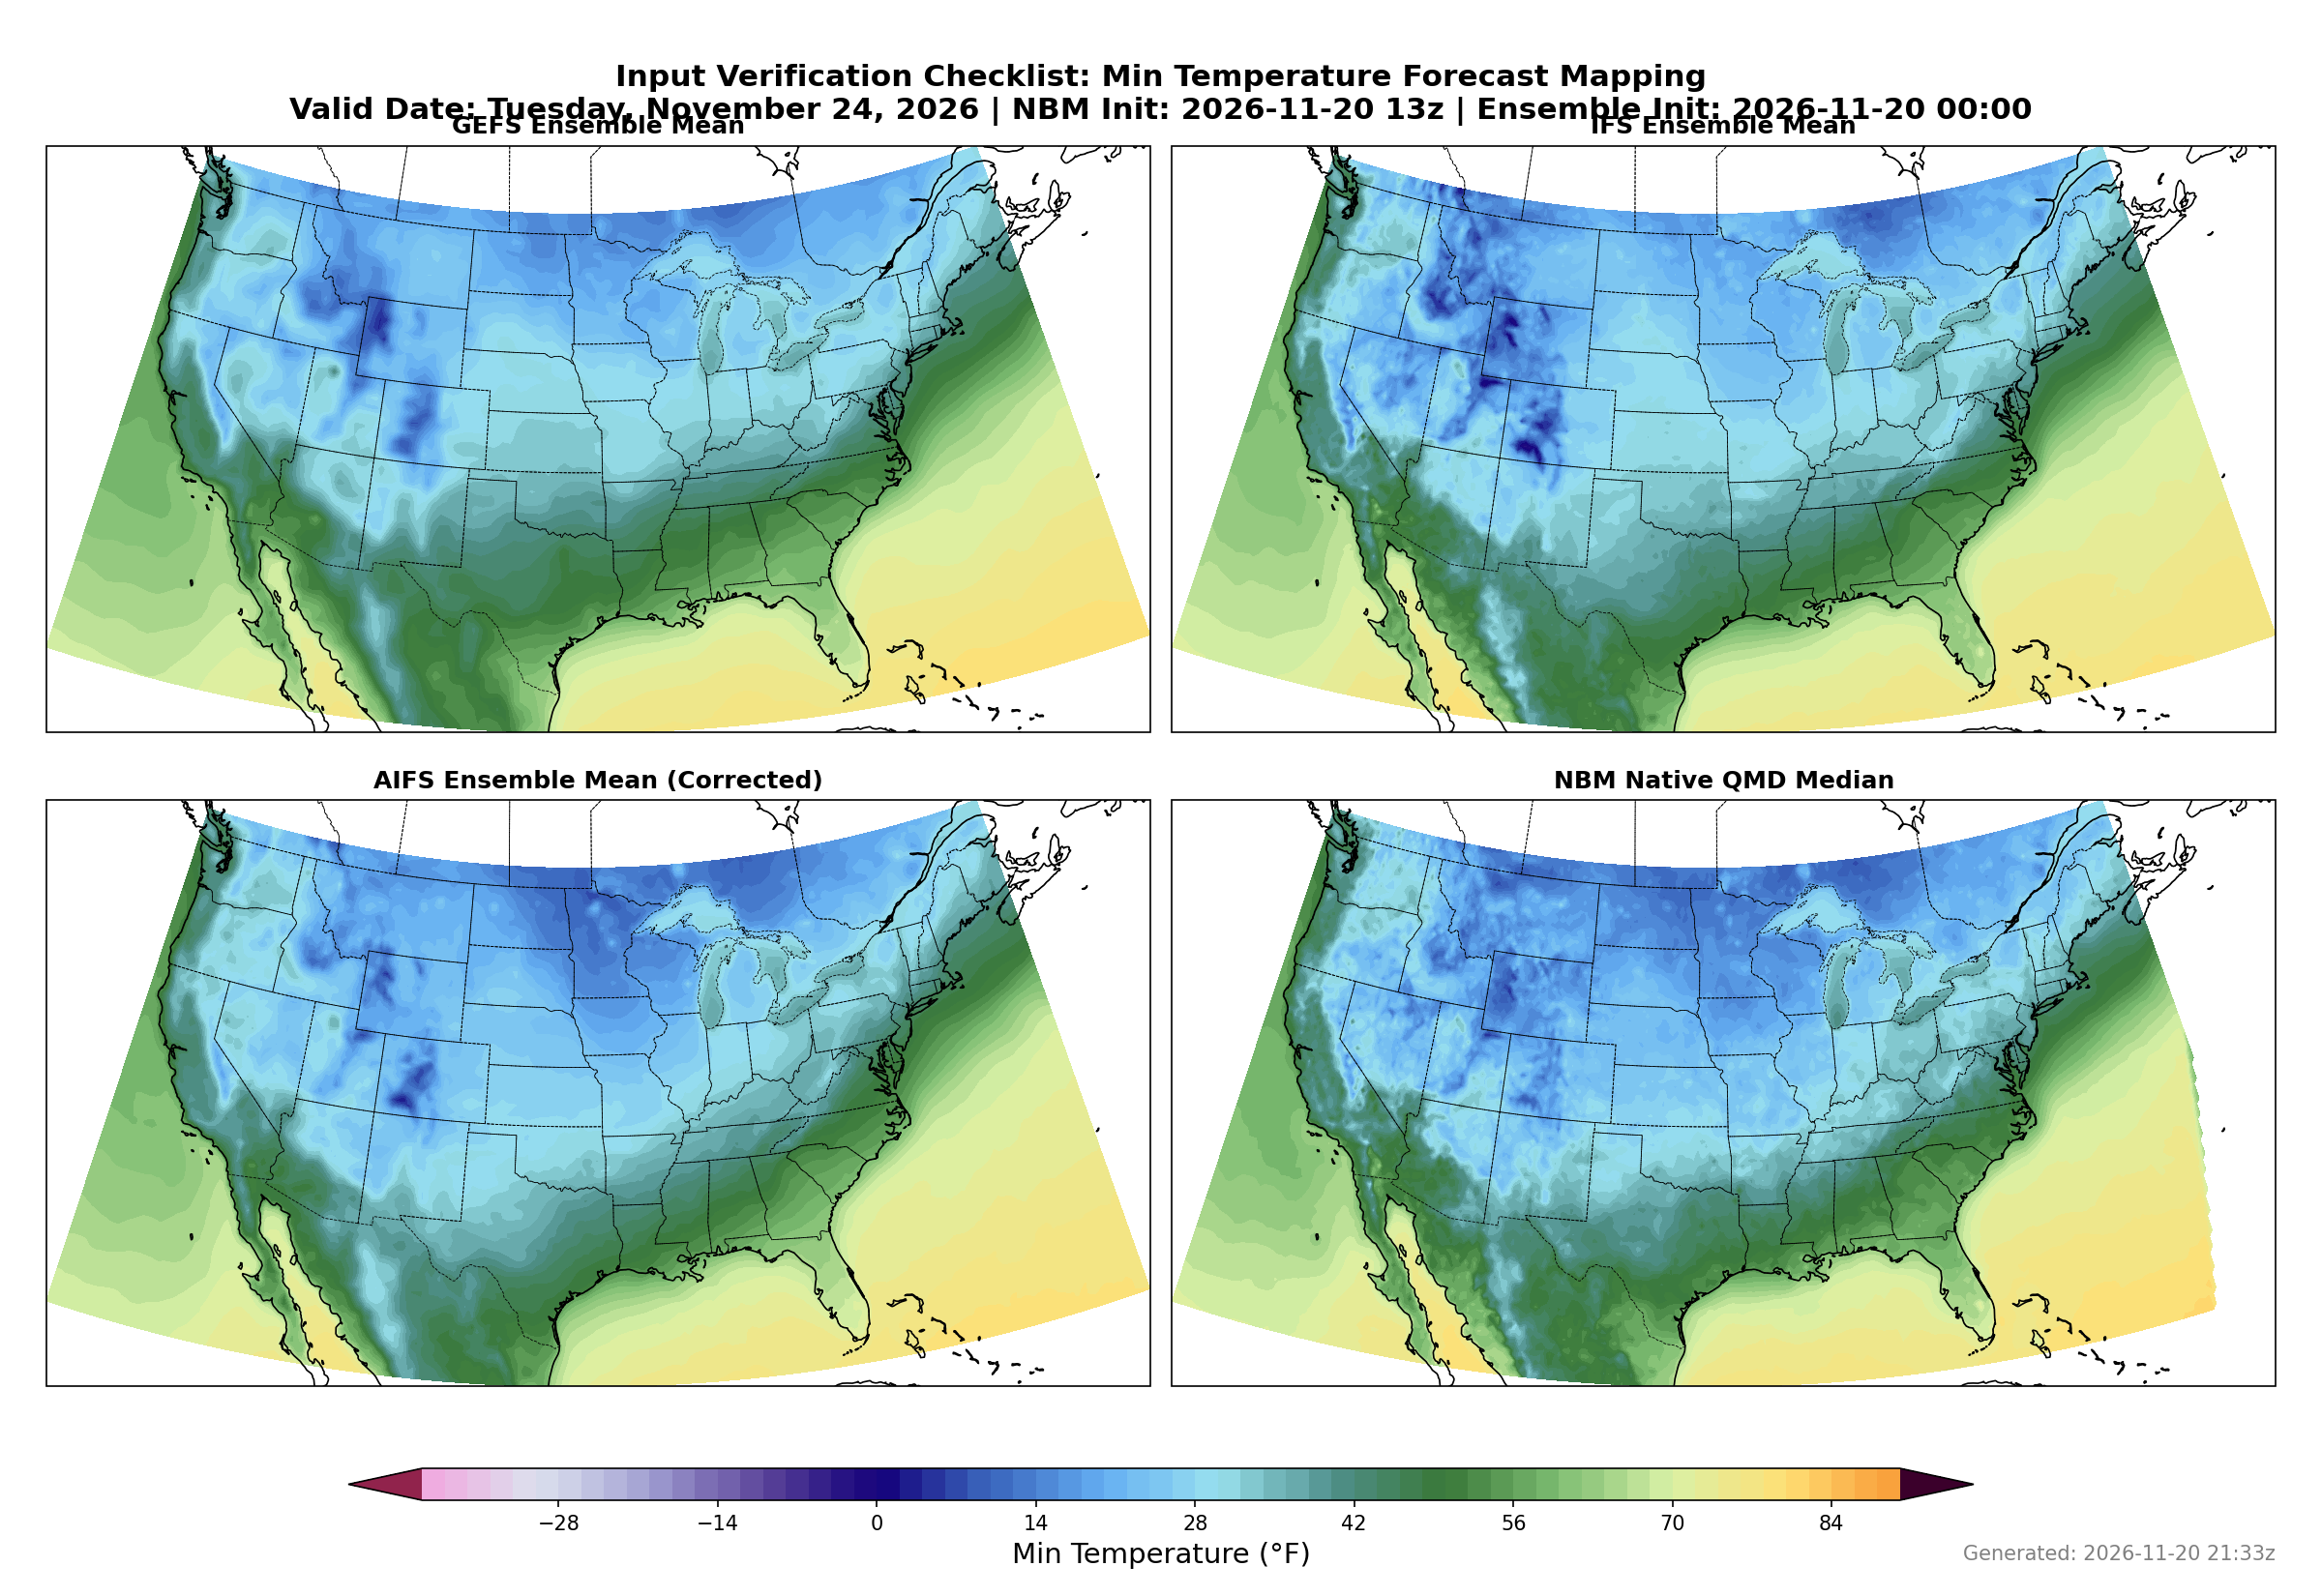 Input Verification Checklist: Min Temperature Forecast Mapping
Valid Date: Tuesday, November 24, 2026 | NBM Init: 2026-11-20 13z | Ensemble Init: 2026-11-20 00:00
GEFS Ensemble Mean
IFS Ensemble Mean
AIFS Ensemble Mean (Corrected)
NBM Native QMD Median
−28 −14 0 14 28 42 56 70 84
Min Temperature (°F)
Generated: 2026-11-20 21:33z